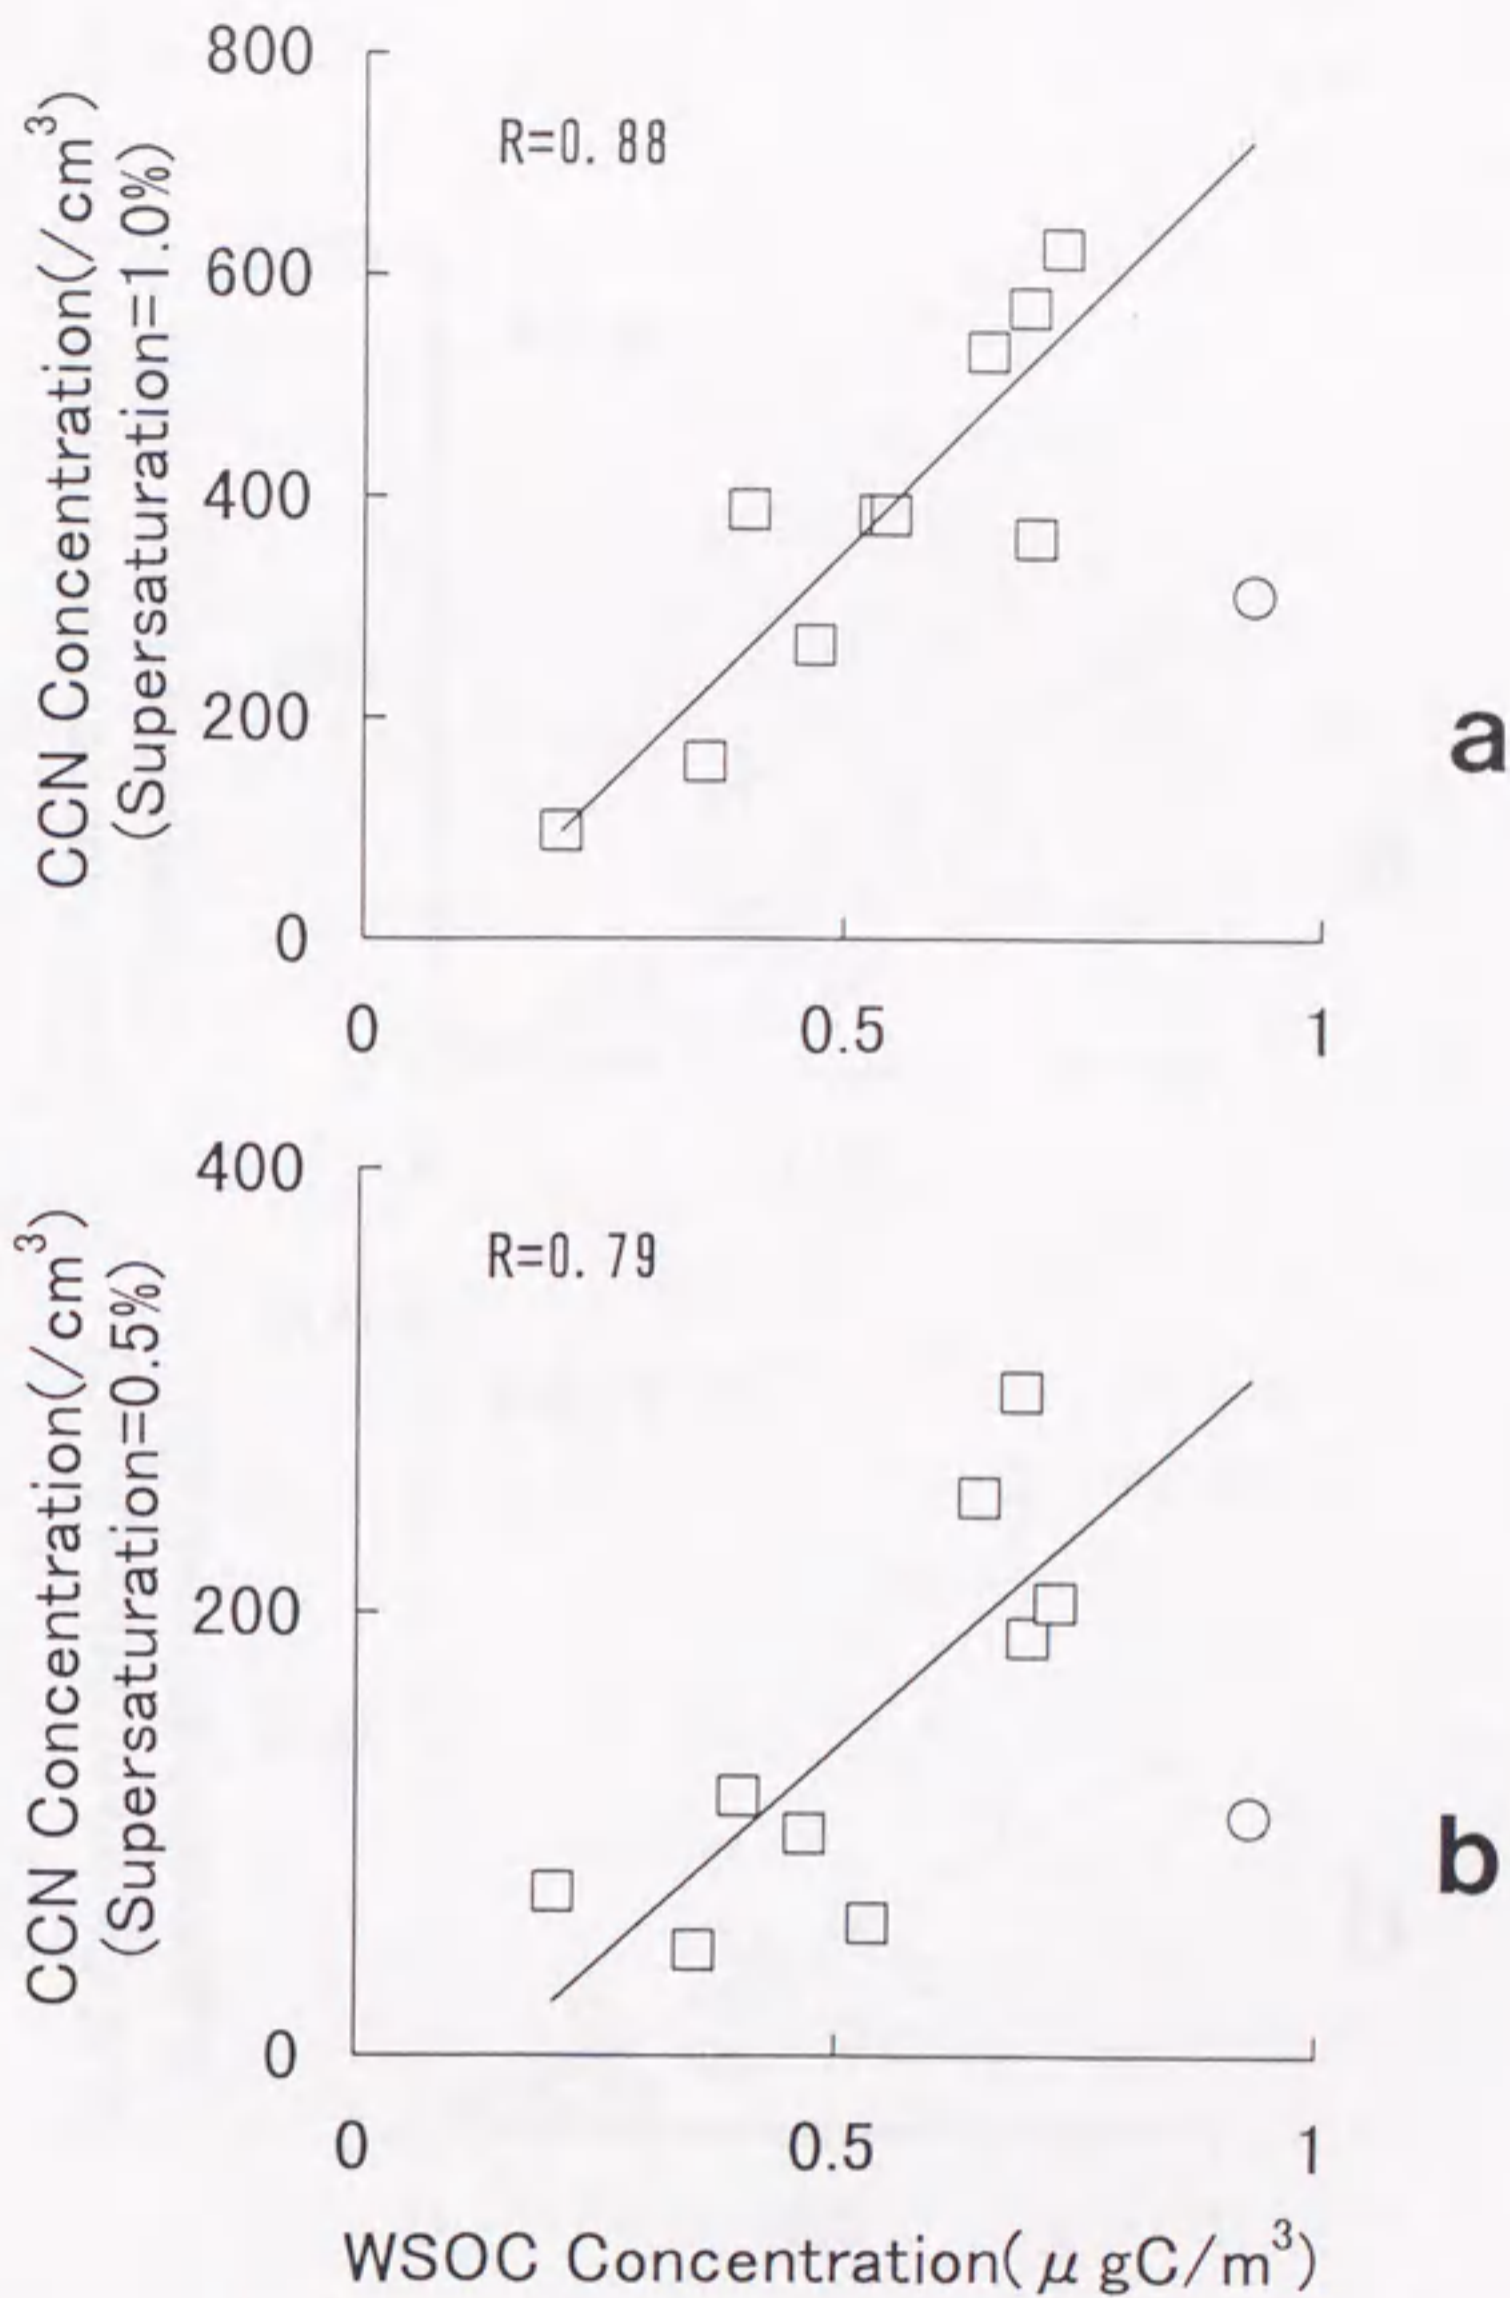 CCN Concentration(/cm³)
(Supersaturation=1.0%)
800
600
400
200
0
R=0.88
0 0.5 1
a
CCN Concentration(/cm³)
(Supersaturation=0.5%)
400
200
0
R=0.79
0 0.5 1
b
WSOC Concentration(μgC/m³)